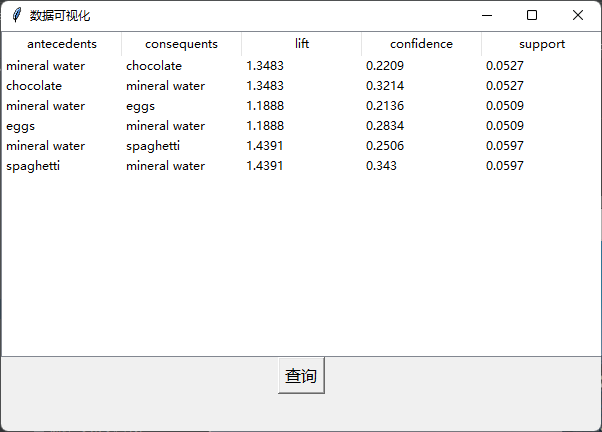 数据可视化
antecedents consequents lift confidence support
mineral water chocolate 1.3483 0.2209 0.0527
chocolate mineral water 1.3483 0.3214 0.0527
mineral water eggs 1.1888 0.2136 0.0509
eggs mineral water 1.1888 0.2834 0.0509
mineral water spaghetti 1.4391 0.2506 0.0597
spaghetti mineral water 1.4391 0.343 0.0597
查询